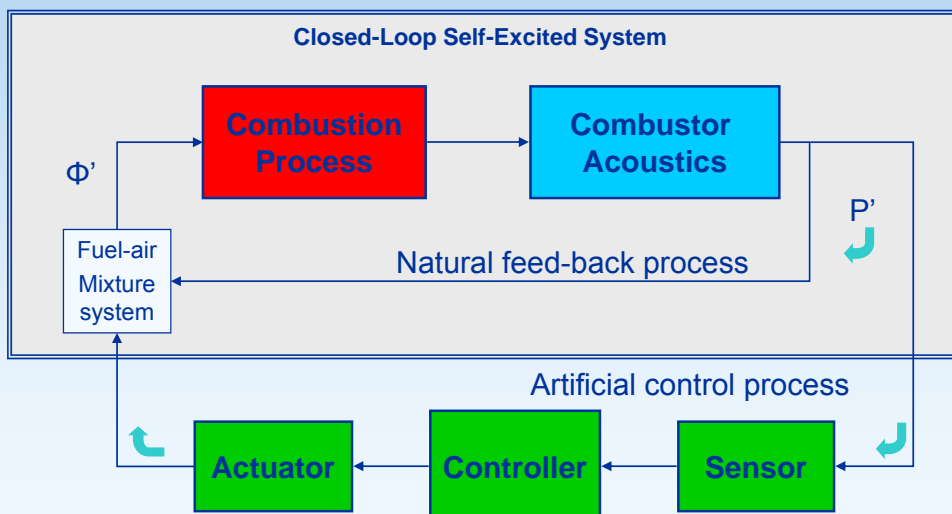 Closed-Loop Self-Excited System
Combustion
Process
Combustor
Acoustics
Φ’
P’
Fuel-air
Mixture
system
Natural feed-back process
Artificial control process
Actuator
Controller
Sensor